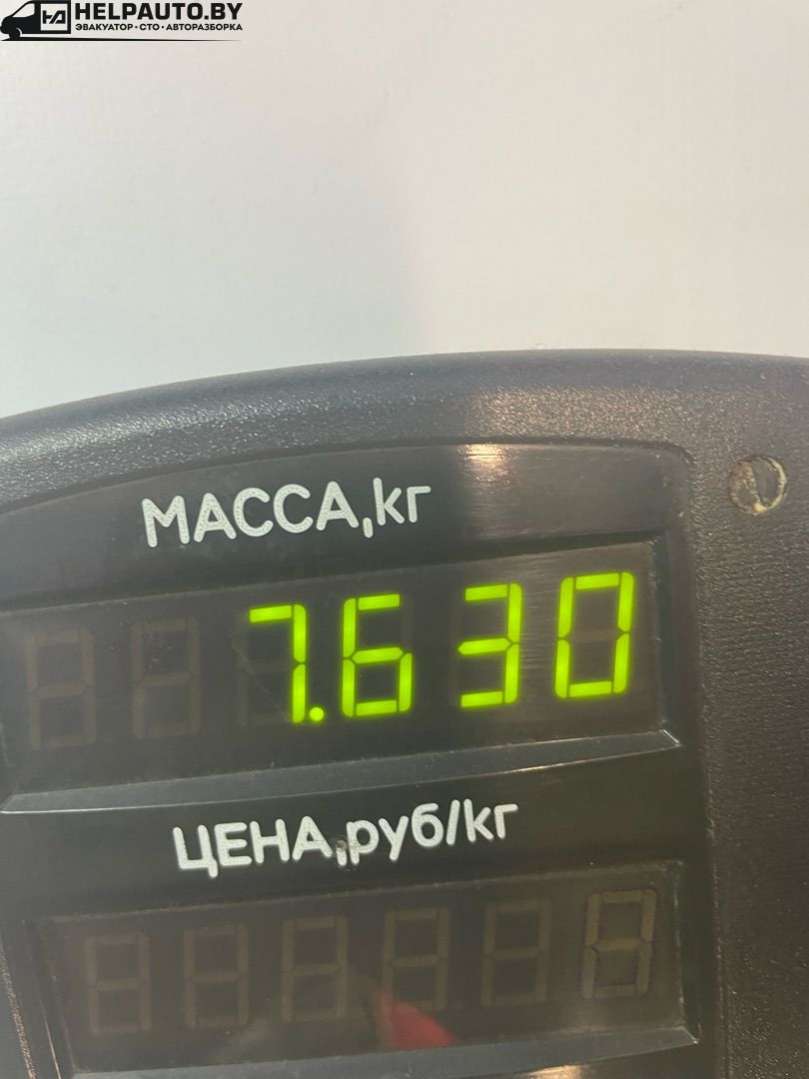 HELPAUTO.BY
ЭВАКУАТОР • СТО • АВТОРАЗБОРКА
МАССА,кг
7.630
ЦЕНА,руб/кг